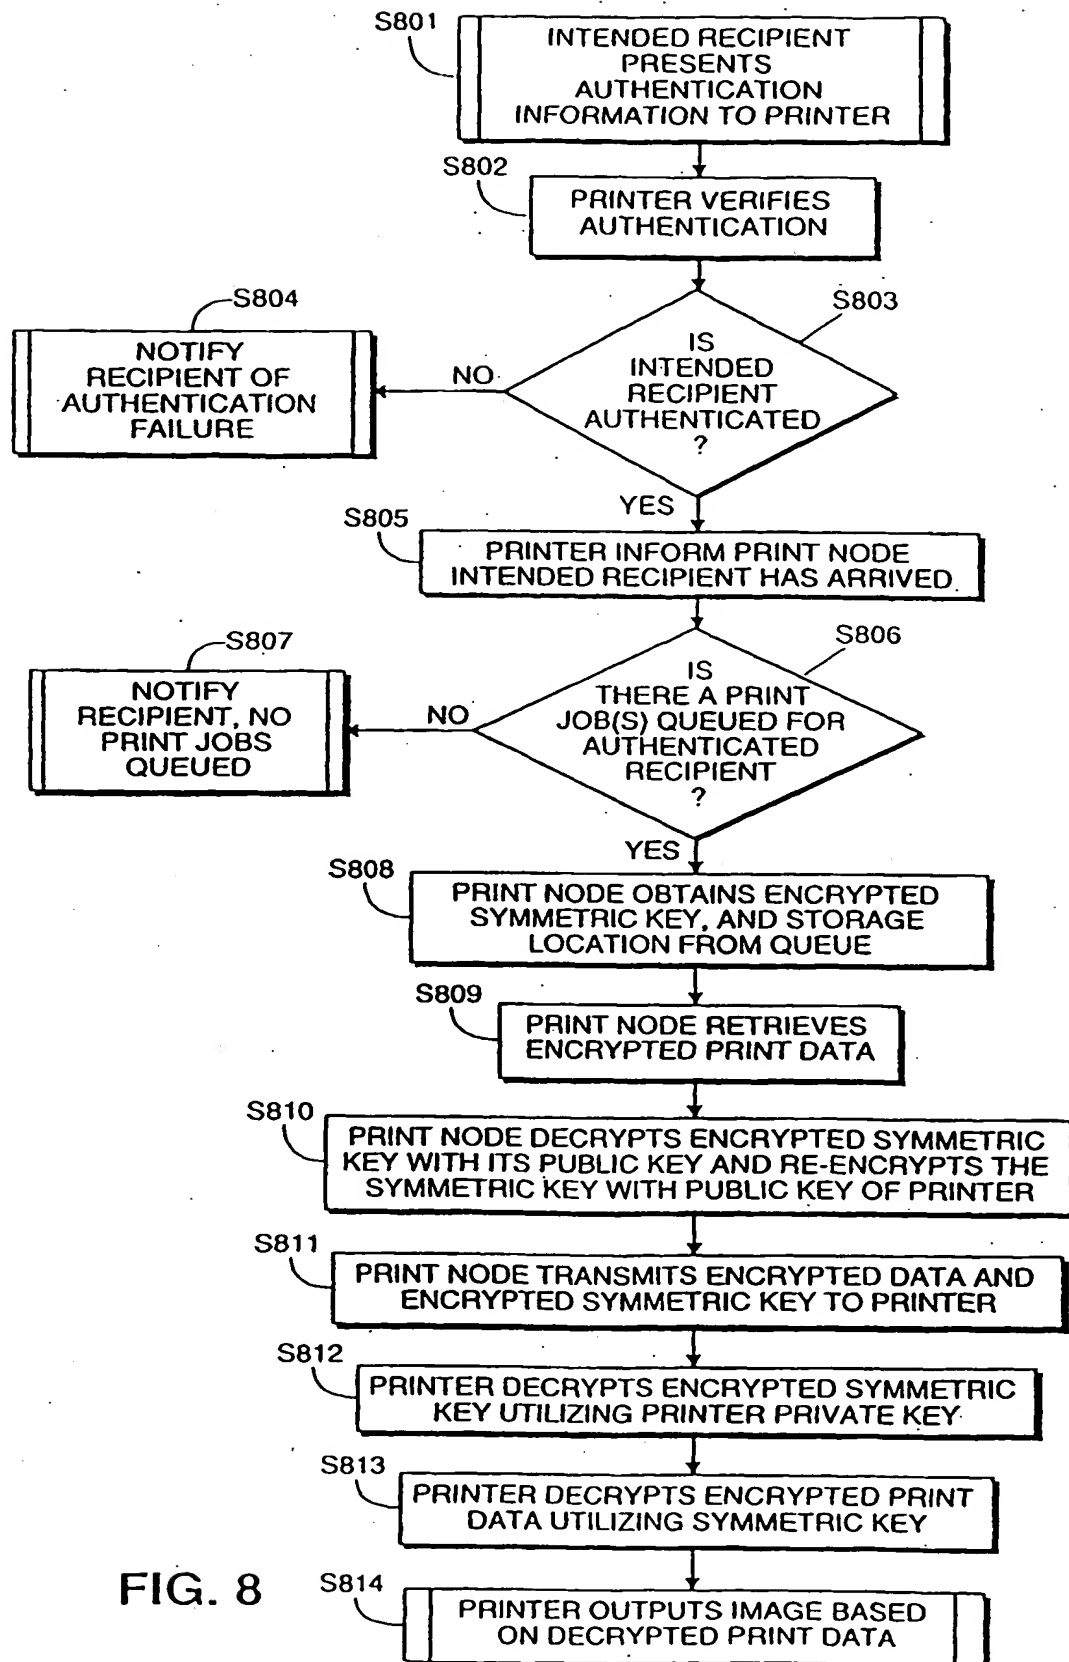 S801
INTENDED RECIPIENT
PRESENTS
AUTHENTICATION
INFORMATION TO PRINTER
S802
PRINTER VERIFIES
AUTHENTICATION
S803
IS
INTENDED
RECIPIENT
AUTHENTICATED
?
NO
S804
NOTIFY
RECIPIENT OF
AUTHENTICATION
FAILURE
YES
S805
PRINTER INFORM PRINT NODE
INTENDED RECIPIENT HAS ARRIVED.
S806
IS
THERE A PRINT
JOB(S) QUEUED FOR
AUTHENTICATED
RECIPIENT
?
NO
S807
NOTIFY
RECIPIENT, NO
PRINT JOBS
QUEUED
YES
S808
PRINT NODE OBTAINS ENCRYPTED
SYMMETRIC KEY, AND STORAGE
LOCATION FROM QUEUE
S809
PRINT NODE RETRIEVES
ENCRYPTED PRINT DATA
S810
PRINT NODE DECRYPTS ENCRYPTED SYMMETRIC
KEY WITH ITS PUBLIC KEY AND RE-ENCRYPTS THE
SYMMETRIC KEY WITH PUBLIC KEY OF PRINTER
S811
PRINT NODE TRANSMITS ENCRYPTED DATA AND
ENCRYPTED SYMMETRIC KEY TO PRINTER
S812
PRINTER DECRYPTS ENCRYPTED SYMMETRIC
KEY UTILIZING PRINTER PRIVATE KEY
S813
PRINTER DECRYPTS ENCRYPTED PRINT
DATA UTILIZING SYMMETRIC KEY
S814
PRINTER OUTPUTS IMAGE BASED
ON DECRYPTED PRINT DATA
FIG. 8